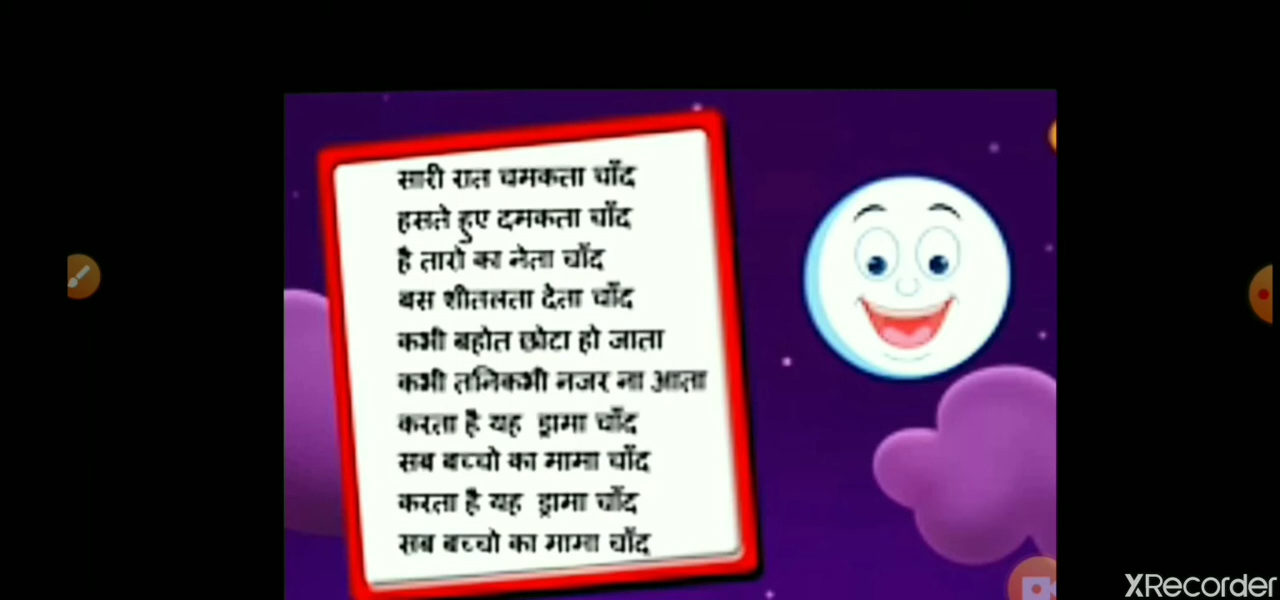 सारी रात चमकता चाँद
हसते हुए दमकता चाँद
है तारो का नेता चाँद
बस शीतलता देता चाँद
कभी बहोत छोटा हो जाता
कभी तनिकभी नजर ना आता
करता है यह ड्रामा चाँद
सब बच्चो का मामा चाँद
करता है यह ड्रामा चाँद
सब बच्चो का मामा चाँद
XRecorder